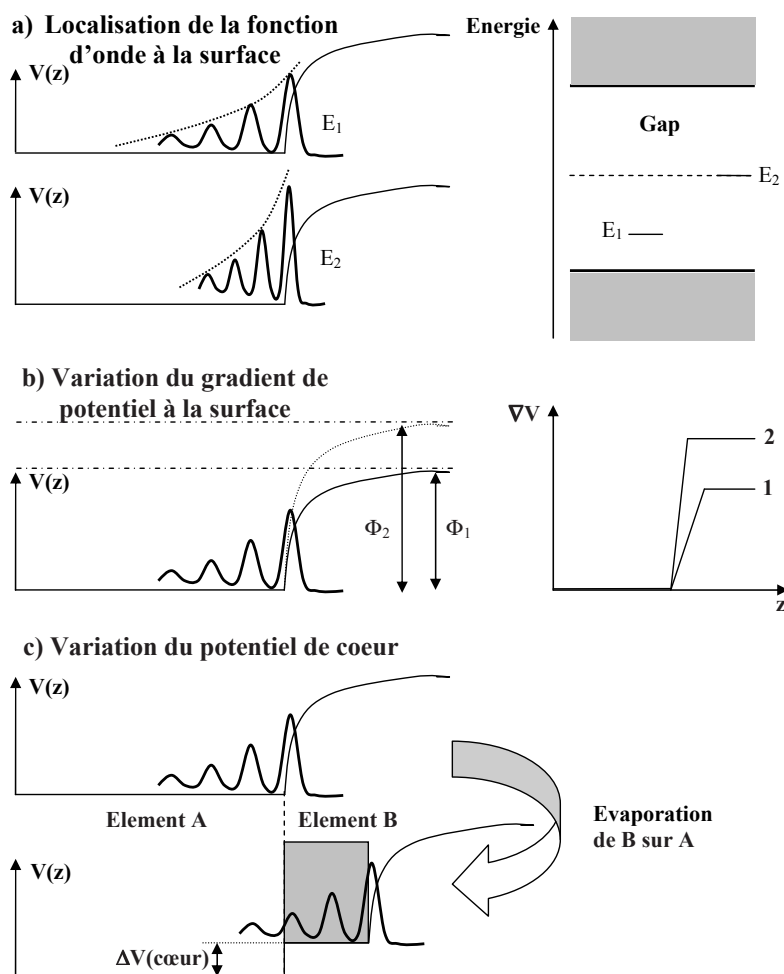 a) Localisation de la fonction
d'onde à la surface
V(z)
E1
V(z)
E2
Energie
Gap
E2
E1
b) Variation du gradient de
potentiel à la surface
V(z)
Φ2
Φ1
∇V
2
1
z
c) Variation du potentiel de coeur
V(z)
Element A
Element B
Evaporation
de B sur A
V(z)
ΔV(cœur)